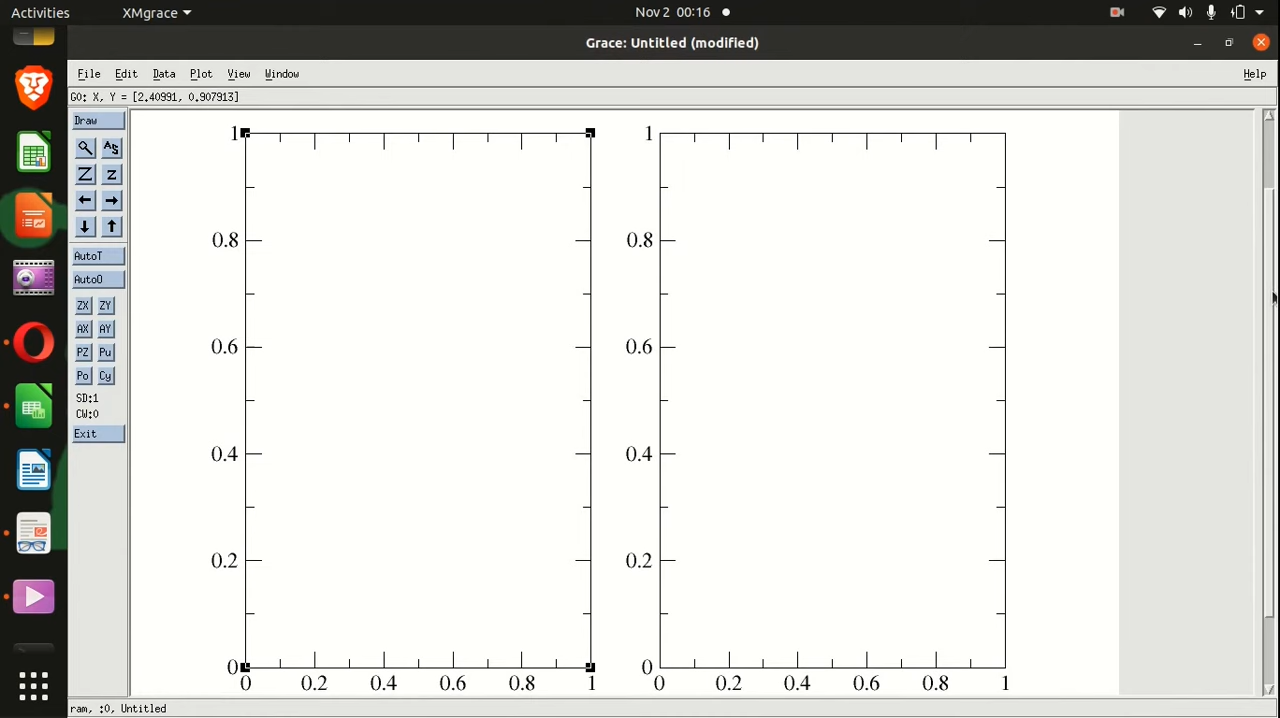 Activities XMgrace Nov 2 00:16
Grace: Untitled (modified)
File Edit Data Plot View Window Help
G0: X, Y = [2.40991, 0.907913]
Draw
A S
Z z
AutoT
AutoO
ZX ZY
AX AY
PZ Pu
Po Cy
SD:1
CW:0
Exit
1
0.8
0.6
0.4
0.2
0
0 0.2 0.4 0.6 0.8 1
1
0.8
0.6
0.4
0.2
0
0 0.2 0.4 0.6 0.8 1
ram, :0, Untitled